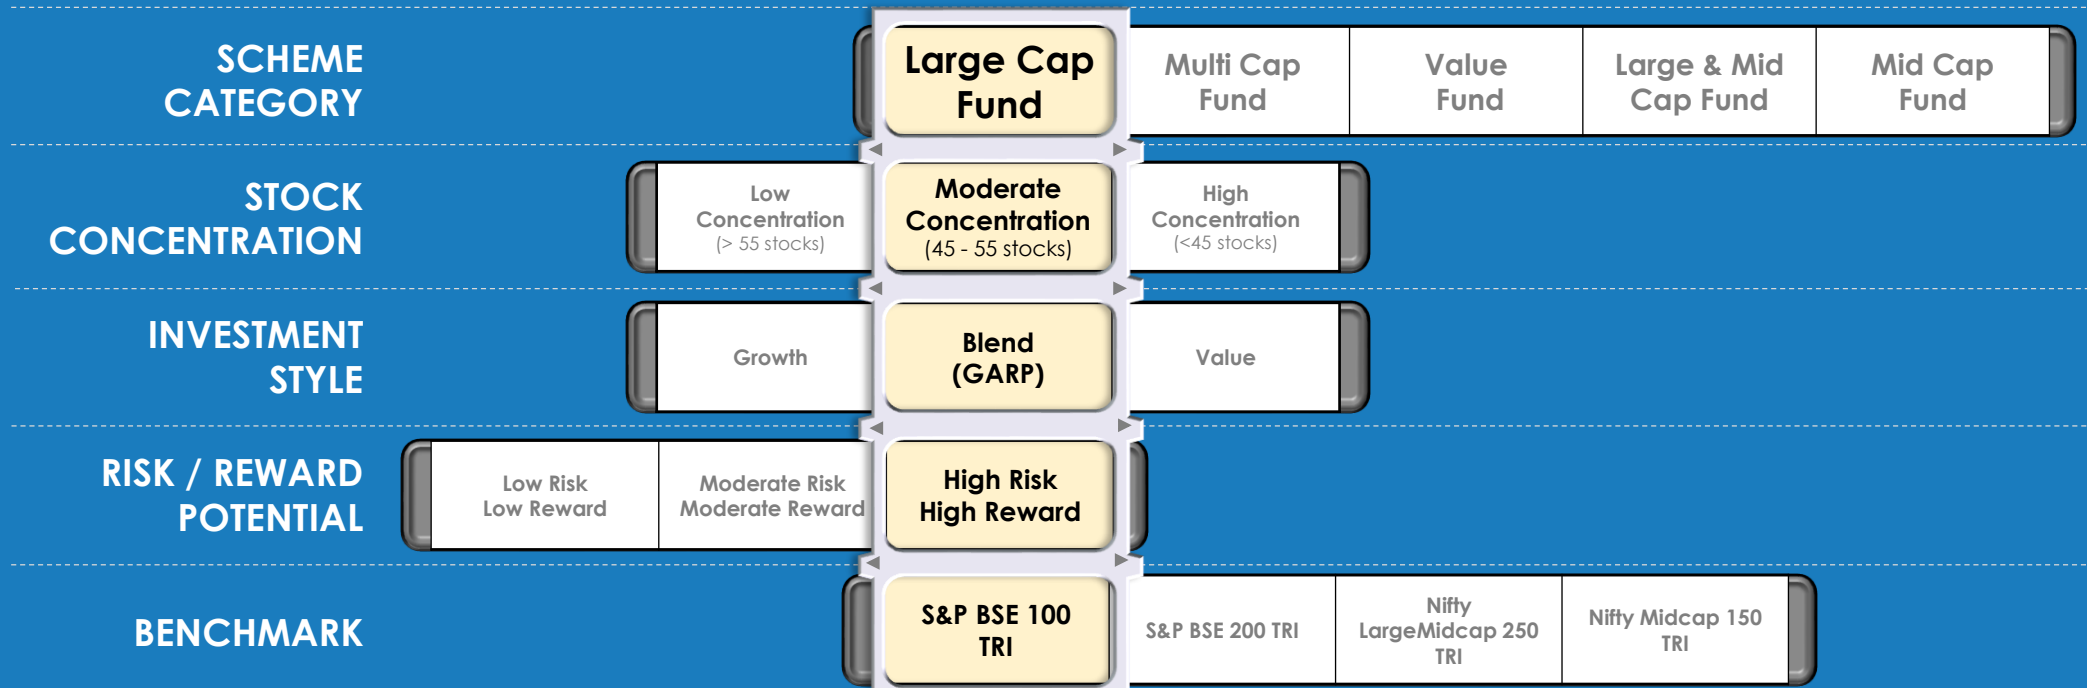 SCHEME
CATEGORY
Large Cap
Fund
Multi Cap
Fund
Value
Fund
Large & Mid
Cap Fund
Mid Cap
Fund
STOCK
CONCENTRATION
Low
Concentration
(> 55 stocks)
Moderate
Concentration
(45 - 55 stocks)
High
Concentration
(<45 stocks)
INVESTMENT
STYLE
Growth
Blend
(GARP)
Value
RISK / REWARD
POTENTIAL
Low Risk
Low Reward
Moderate Risk
Moderate Reward
High Risk
High Reward
BENCHMARK
S&P BSE 100
TRI
S&P BSE 200 TRI
Nifty
LargeMidcap 250
TRI
Nifty Midcap 150
TRI